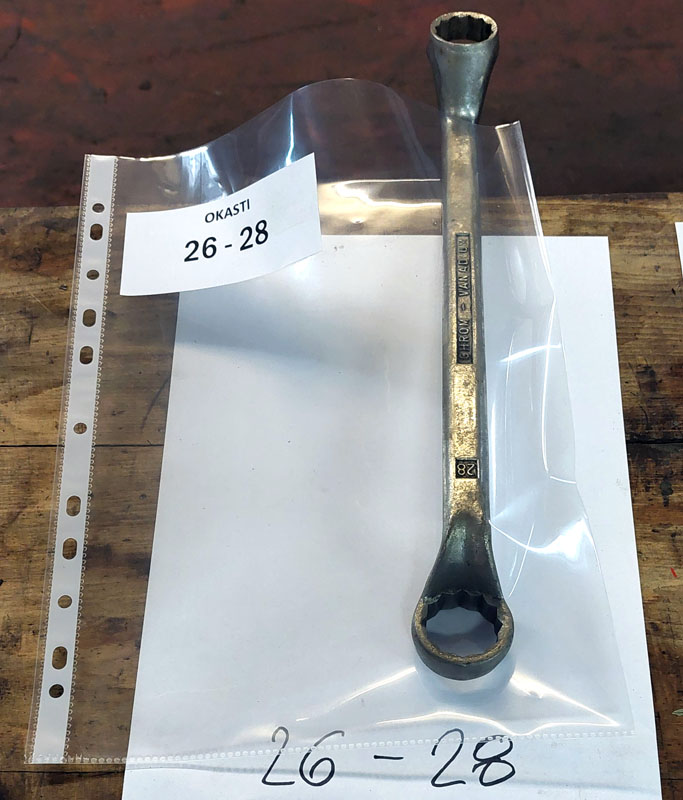 OKASTI
26 - 28
CHROM - VANADIUM
28
26 - 28